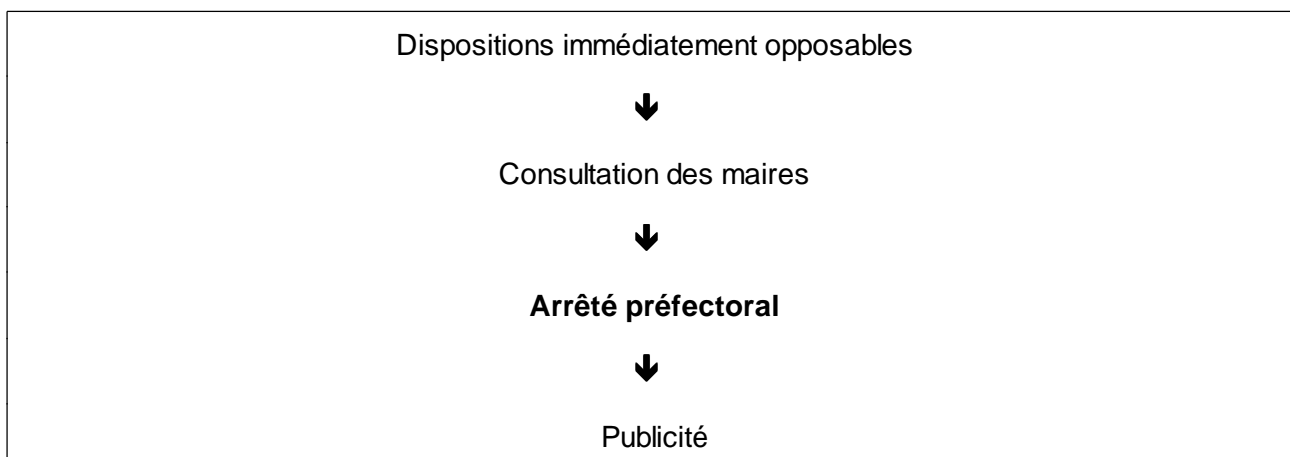 Dispositions immédiatement opposables
Consultation des maires
Arrêté préfectoral
Publicité